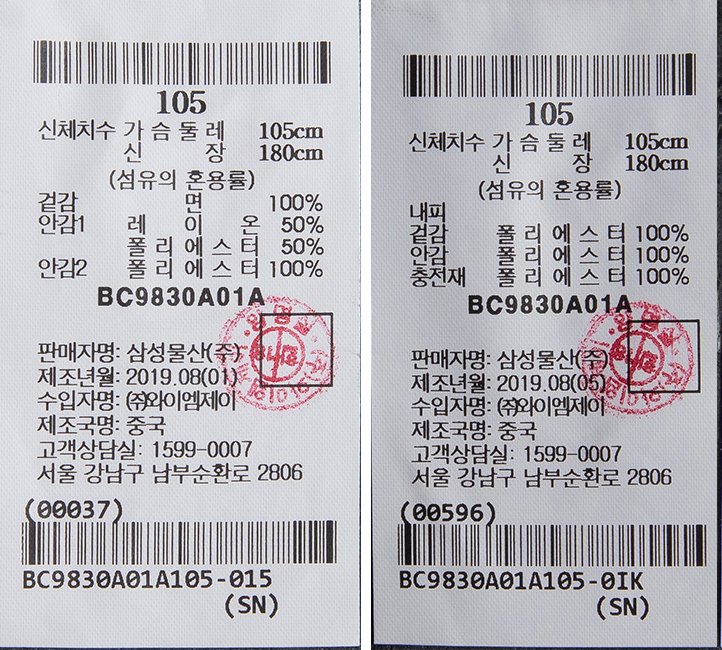 105
신체치수 가 슴 둘 레 105cm
신 장 180cm
(섬유의 혼용률)
겉감 면 100%
안감1 레 이 온 50%
폴 리 에 스 터 50%
안감2 폴 리 에 스 터 100%
BC9830A01A
판매자명: 삼성물산(주)
제조년월: 2019.08(01)
수입자명: ㈜와이엠제이
제조국명: 중국
고객상담실: 1599-0007
서울 강남구 남부순환로 2806
(00037)
BC9830A01A105-015
(SN)
105
신체치수 가 슴 둘 레 105cm
신 장 180cm
(섬유의 혼용률)
내피
겉감 폴 리 에 스 터 100%
안감 폴 리 에 스 터 100%
충전재 폴 리 에 스 터 100%
BC9830A01A
판매자명: 삼성물산(주)
제조년월: 2019.08(05)
수입자명: ㈜와이엠제이
제조국명: 중국
고객상담실: 1599-0007
서울 강남구 남부순환로 2806
(00596)
BC9830A01A105-0IK
(SN)